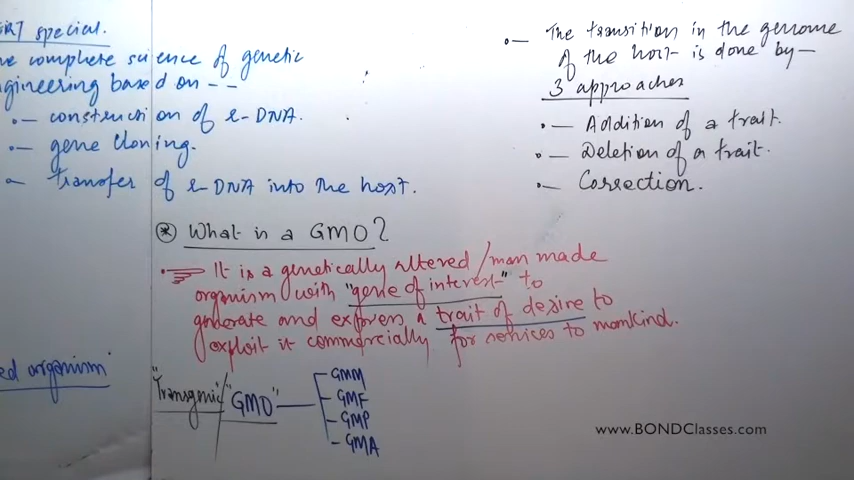 special.
complete science of genetic
engineering based on --
.— construction of r-DNA.
.— gene cloning.
— transfer of r-DNA into the host.
What is a GMO?
It is a genetically altered/man made
organism with "gene of interest" to
generate and express a trait of desire to
exploit it commercially for services to mankind.
organism
"Transgenic"/"GMO" —
GMM
GMF
GMP
GMA
.— The transition in the genome
of the host is done by—
3 approaches
.— Addition of a trait.
.— Deletion of a trait.
.— Correction.
www.BONDClasses.com